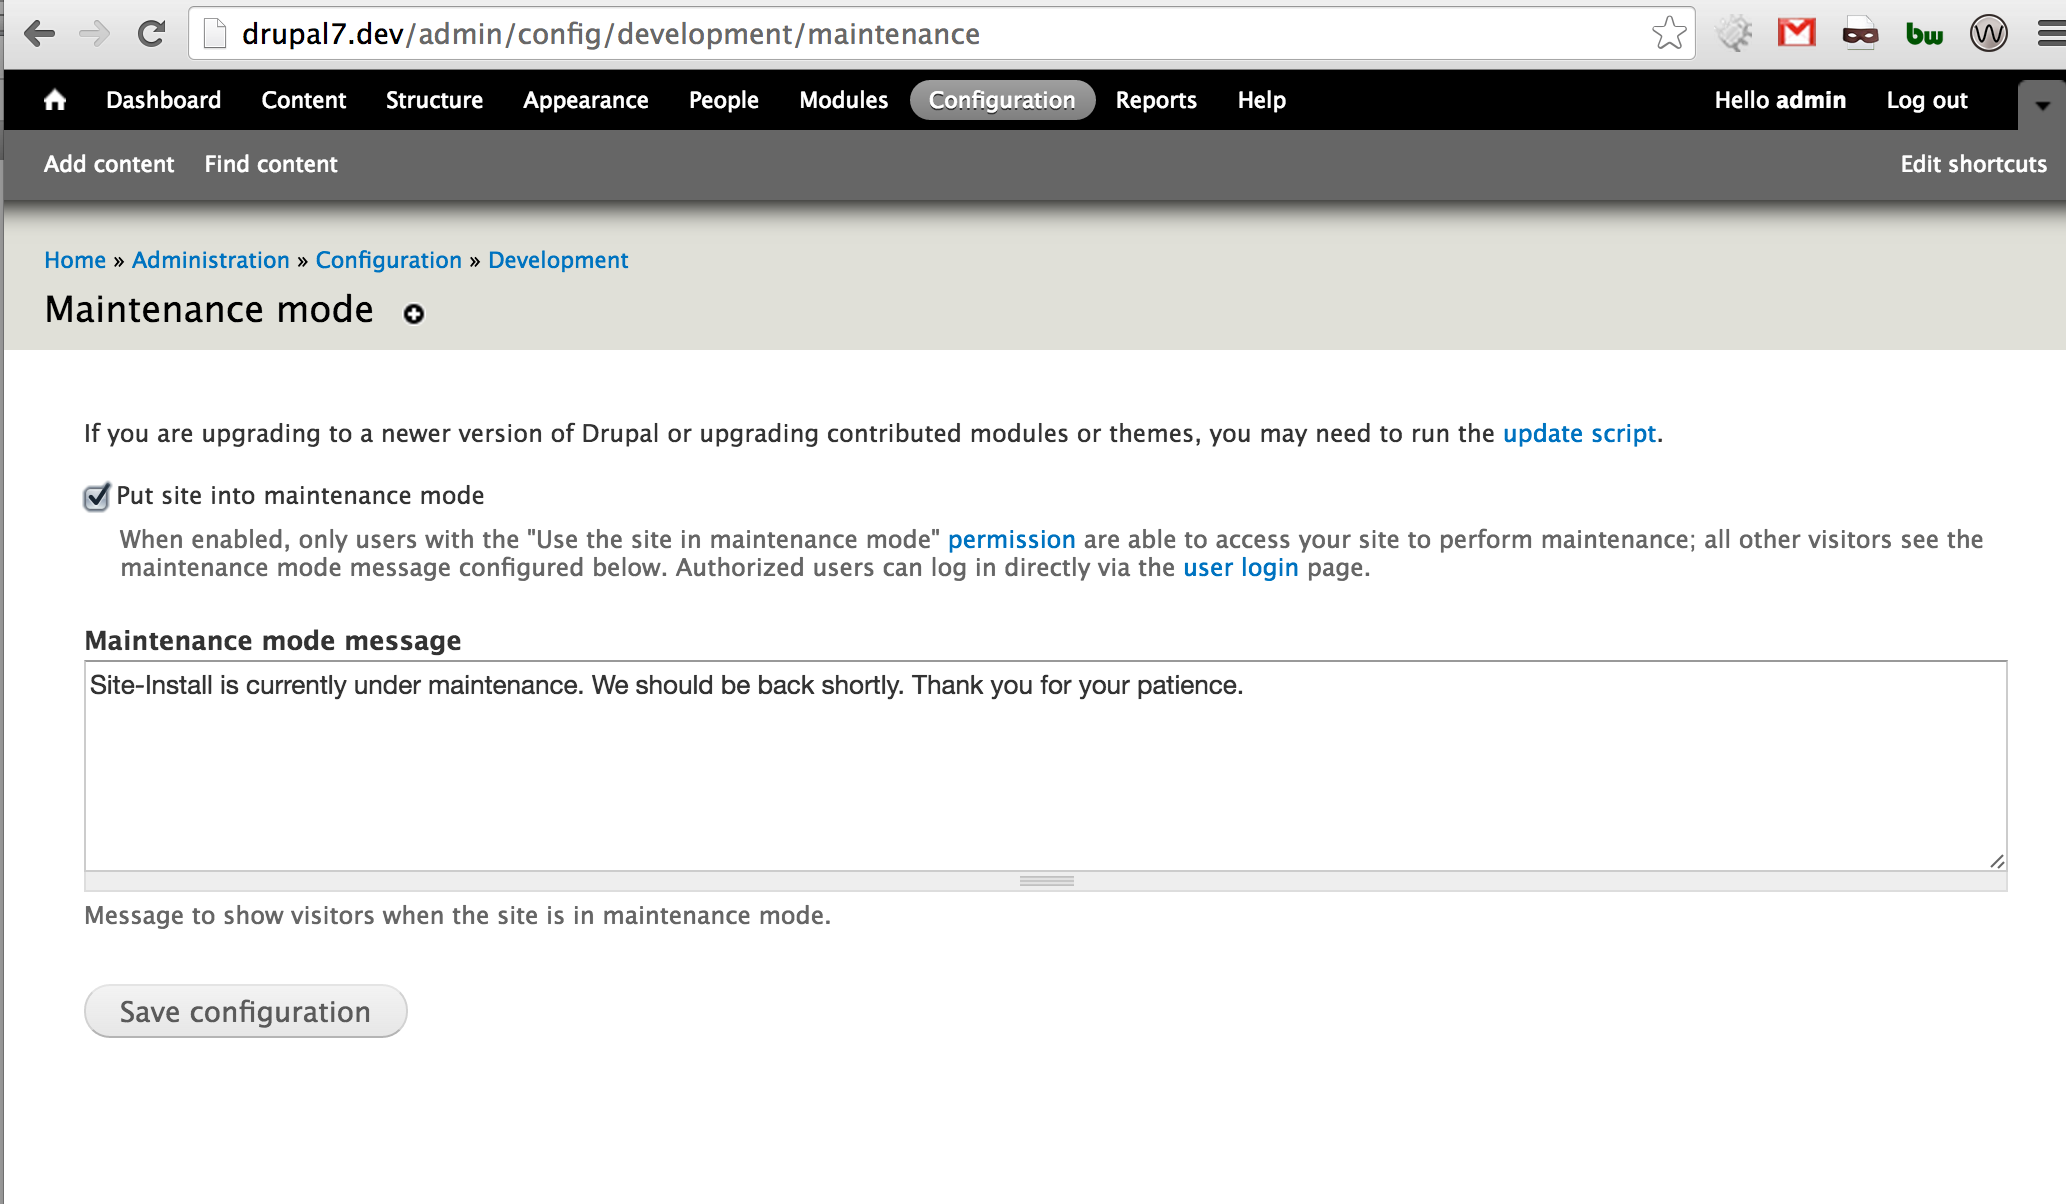 drupal7.dev/admin/config/development/maintenance
bw
W
Dashboard Content Structure Appearance People Modules Configuration Reports Help Hello admin Log out
Add content Find content Edit shortcuts
Home » Administration » Configuration » Development
Maintenance mode
If you are upgrading to a newer version of Drupal or upgrading contributed modules or themes, you may need to run the update script.
Put site into maintenance mode
When enabled, only users with the "Use the site in maintenance mode" permission are able to access your site to perform maintenance; all other visitors see the
maintenance mode message configured below. Authorized users can log in directly via the user login page.
Maintenance mode message
Site-Install is currently under maintenance. We should be back shortly. Thank you for your patience.
Message to show visitors when the site is in maintenance mode.
Save configuration